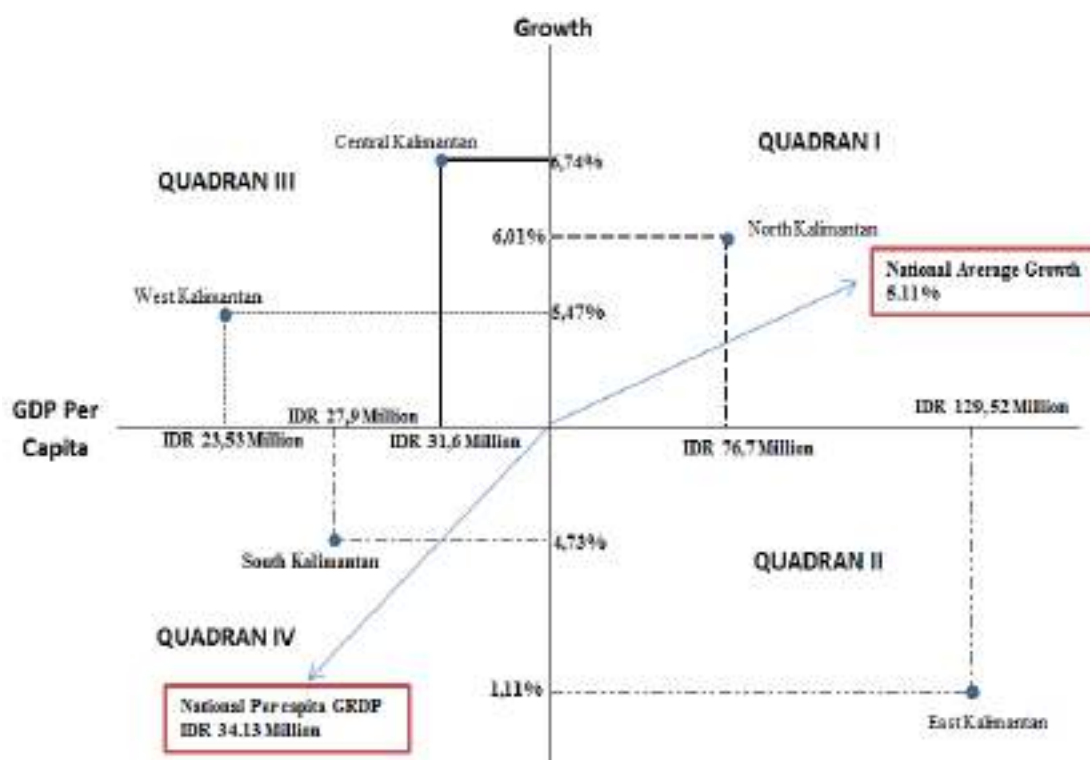 Growth
Central Kalimantan
QUADRAN I
6,74%
QUADRAN III
6,01%
North Kalimantan
National Average Growth
5.11%
West Kalimantan
5,47%
GDP Per
Capita
IDR 27,9 Million
IDR 129,52 Million
IDR 23,53 Million
IDR 31,6 Million
IDR 76,7 Million
4,73%
South Kalimantan
QUADRAN II
QUADRAN IV
1,11%
National Per capita GRDP
IDR 34.13 Million
East Kalimantan